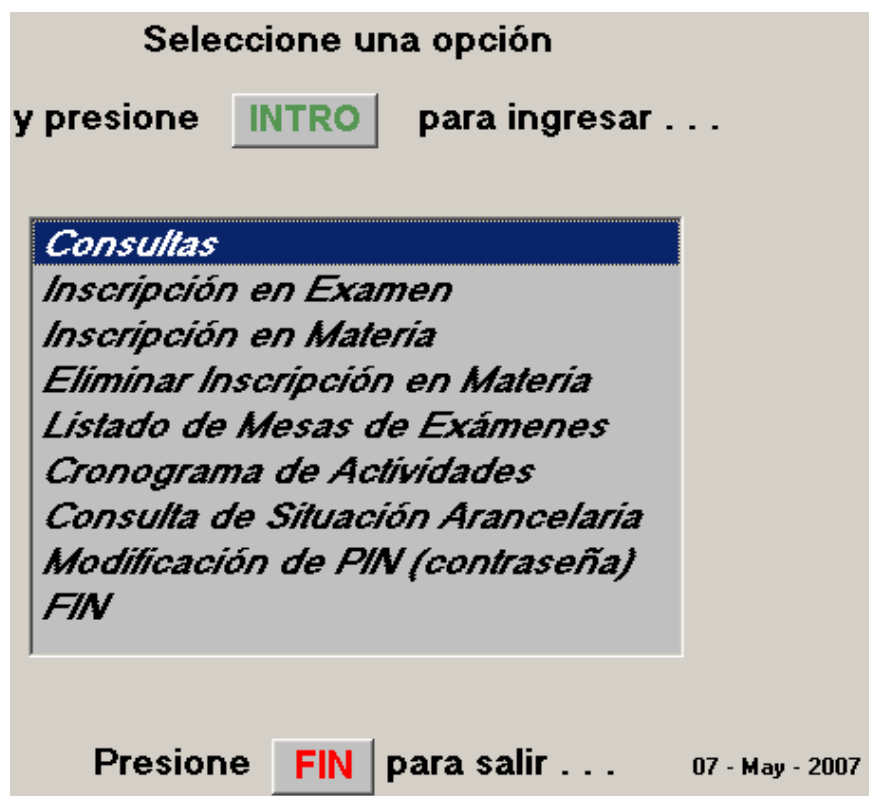 Seleccione una opción
y presione INTRO para ingresar . . .
Consultas
Inscripción en Examen
Inscripción en Materia
Eliminar Inscripción en Materia
Listado de Mesas de Exámenes
Cronograma de Actividades
Consulta de Situación Arancelaria
Modificación de PIN (contraseña)
FIN
Presione FIN para salir . . . 07 - May - 2007